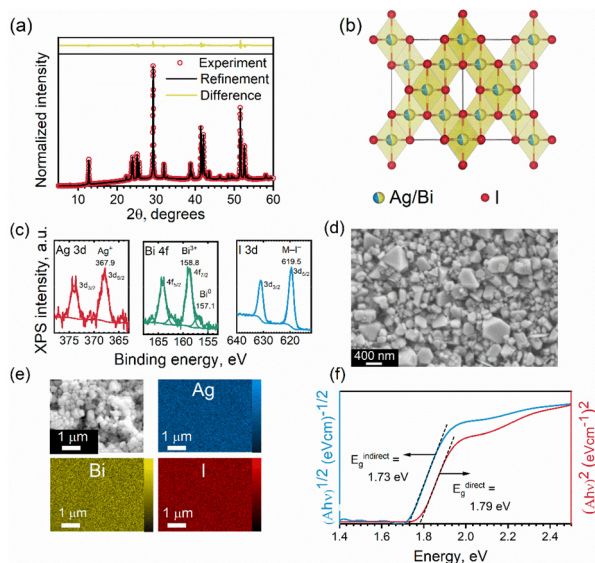 (a)
Experiment
Refinement
Difference
Normalized intensity
10 20 30 40 50 60
2θ, degrees
(b)
Ag/Bi I
(c)
XPS intensity, a.u.
Ag 3d Ag⁺
367.9
3d5/2
3d3/2
375 370 365
Bi 4f Bi³⁺
158.8
4f7/2
4f5/2
Bi⁰
157.1
165 160 155
I 3d M–I⁻
619.5
3d5/2
3d3/2
640 630 620
Binding energy, eV
(d)
400 nm
(e)
1 μm
Ag
1 μm
Bi
1 μm
I
1 μm
(f)
(Ahν)1/2 (eVcm)-1/2
Eg indirect =
1.73 eV
Eg direct =
1.79 eV
(Ahν)2 (eVcm-1)2
1.4 1.6 1.8 2.0 2.2 2.4
Energy, eV